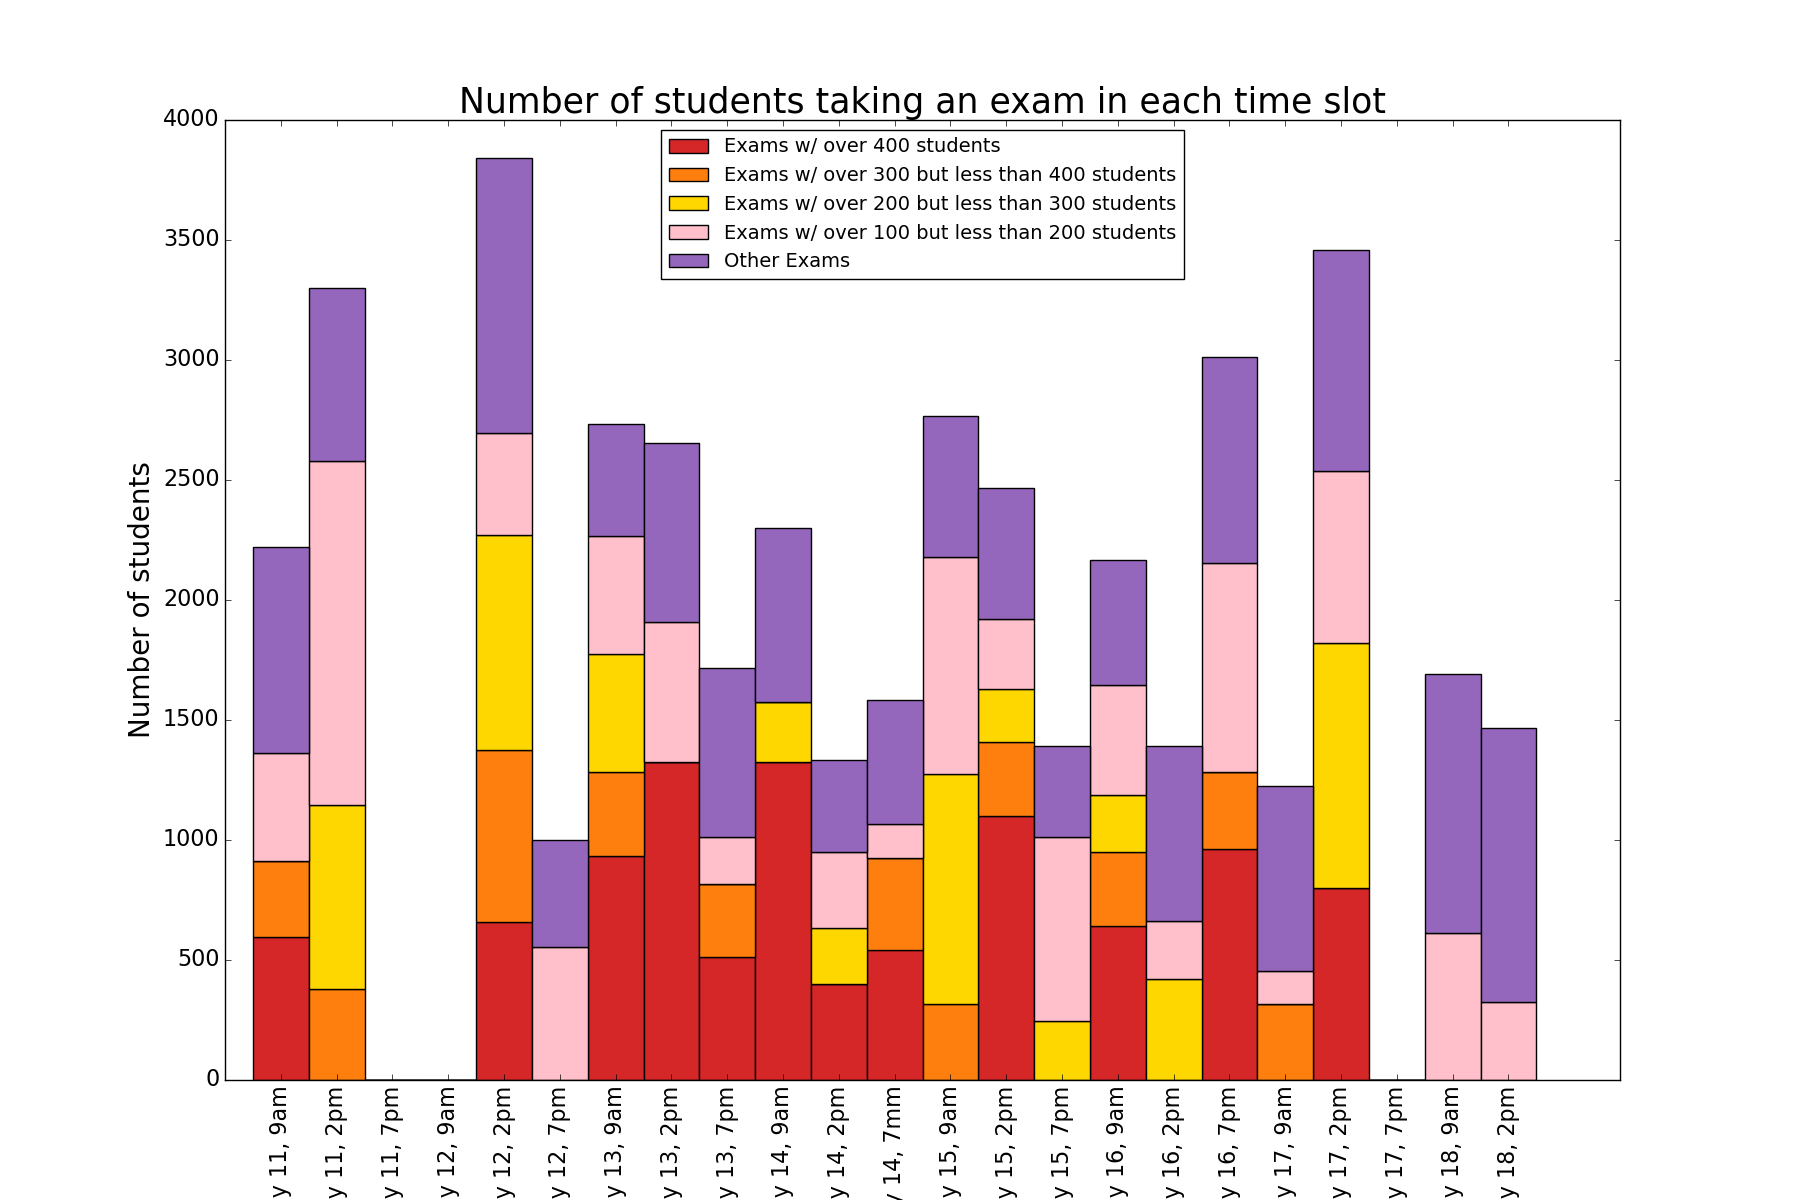 Number of students taking an exam in each time slot
Exams w/ over 400 students
Exams w/ over 300 but less than 400 students
Exams w/ over 200 but less than 300 students
Exams w/ over 100 but less than 200 students
Other Exams
Number of students
4000
3500
3000
2500
2000
1500
1000
500
0
y 11, 9am
y 11, 2pm
y 11, 7pm
y 12, 9am
y 12, 2pm
y 12, 7pm
y 13, 9am
y 13, 2pm
y 13, 7pm
y 14, 9am
y 14, 2pm
y 14, 7mm
y 15, 9am
y 15, 2pm
y 15, 7pm
y 16, 9am
y 16, 2pm
y 16, 7pm
y 17, 9am
y 17, 2pm
y 17, 7pm
y 18, 9am
y 18, 2pm